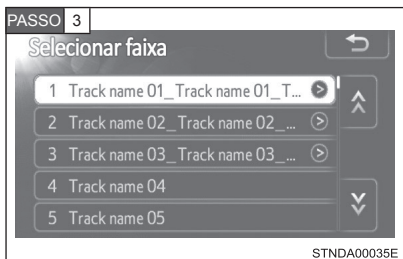 PASSO 3
Selecionar faixa
1 Track name 01_Track name 01_T...
2 Track name 02_Track name 02_...
3 Track name 03_Track name 03_...
4 Track name 04
5 Track name 05
STNDA00035E